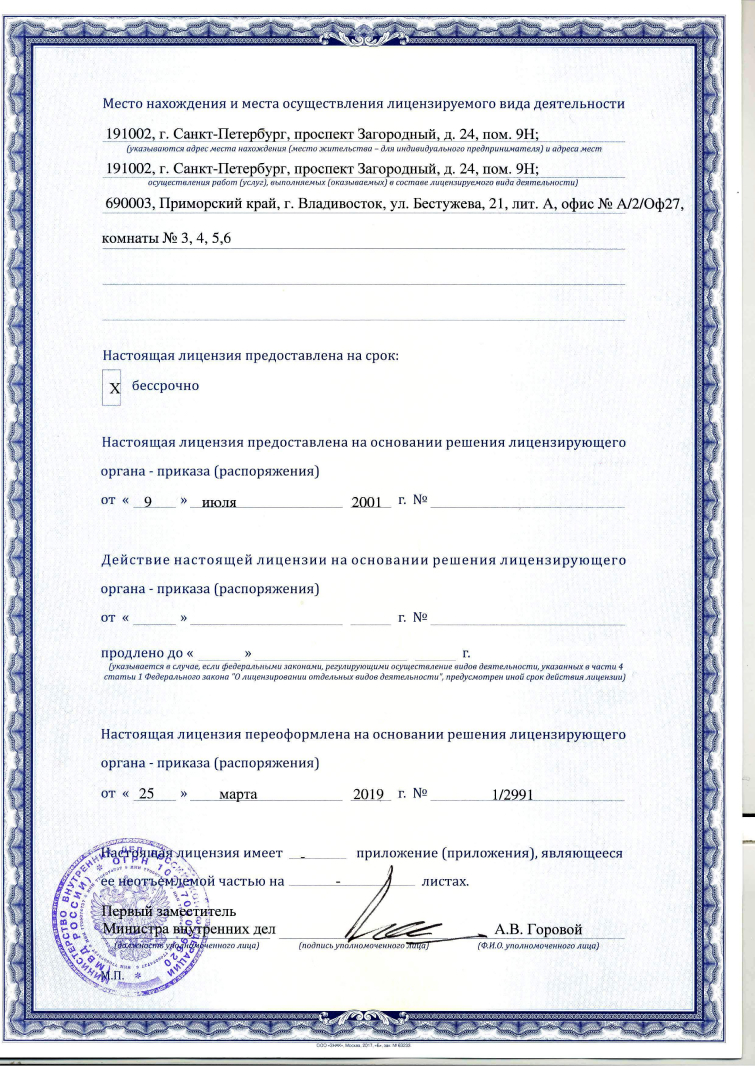 Место нахождения и места осуществления лицензируемого вида деятельности
191002, г. Санкт-Петербург, проспект Загородный, д. 24, пом. 9Н;
(указываются адрес места нахождения (место жительства – для индивидуального предпринимателя) и адреса мест
191002, г. Санкт-Петербург, проспект Загородный, д. 24, пом. 9Н;
осуществления работ (услуг), выполняемых (оказываемых) в составе лицензируемого вида деятельности)
690003, Приморский край, г. Владивосток, ул. Бестужева, 21, лит. А, офис № А/2/Оф27,
комнаты № 3, 4, 5,6
Настоящая лицензия предоставлена на срок:
X бессрочно
Настоящая лицензия предоставлена на основании решения лицензирующего
органа - приказа (распоряжения)
от « 9 » июля 2001 г. №
Действие настоящей лицензии на основании решения лицензирующего
органа - приказа (распоряжения)
от « » г. №
продлено до « » г.
(указывается в случае, если федеральными законами, регулирующими осуществление видов деятельности, указанных в части 4
статьи 1 Федерального закона "О лицензировании отдельных видов деятельности", предусмотрен иной срок действия лицензии)
Настоящая лицензия переоформлена на основании решения лицензирующего
органа - приказа (распоряжения)
от « 25 » марта 2019 г. № 1/2991
Настоящая лицензия имеет - приложение (приложения), являющееся
ее неотъемлемой частью на - листах.
Первый заместитель
Министра внутренних дел А.В. Горовой
(должность уполномоченного лица) (подпись уполномоченного лица) (Ф.И.О. уполномоченного лица)
М.П.
ООО «ЗНАК», Москва, 2017, «Б», зак. № 63233